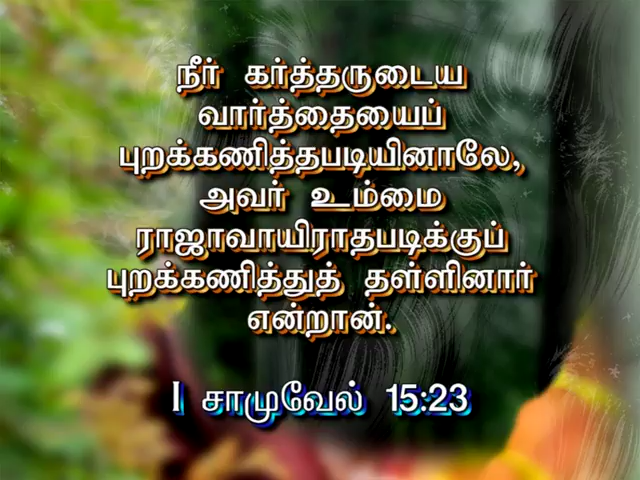 நீர் கர்த்தருடைய
வார்த்தையைப்
புறக்கணித்தபடியினாலே,
அவர் உம்மை
ராஜாவாயிராதபடிக்குப்
புறக்கணித்துத் தள்ளினார்
என்றான்.
I சாமுவேல் 15:23